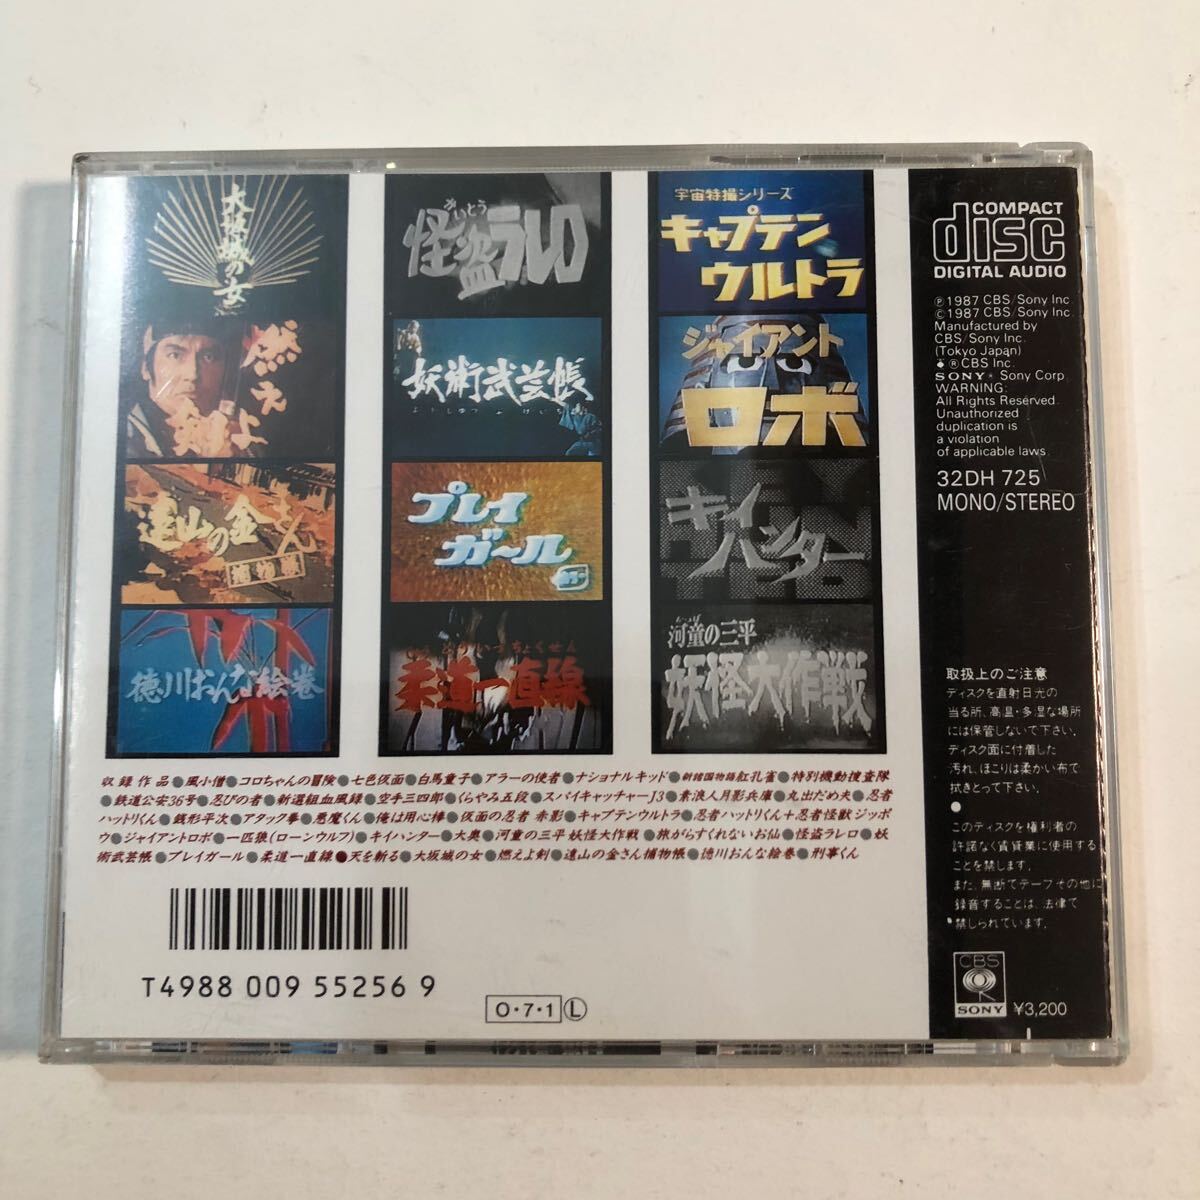 大坂城の女
燃えよ
剣
遠山の金さん
捕物帳
徳川おんな絵巻
かいとう
怪盗ラレロ
妖術武芸帳
ようじゅつぶげいちょう
プレイ
ガール
じゅうどういっちょくせん
柔道一直線
宇宙特撮シリーズ
キャプテン
ウルトラ
ジャイアント
ロボ
キイ
ハンター
かっぱ
河童の三平
妖怪大作戦
収録作品●風小僧●コロちゃんの冒険●七色仮面●白馬童子●アラーの使者●ナショナルキッド●新諸国物語 紅孔雀●特別機動捜査隊
●鉄道公安36号●忍びの者●新選組血風録●空手三四郎●くらやみ五段●スパイキャッチャーJ3●素浪人月影兵庫●丸出だめ夫●忍者
ハットリくん●銭形平次●アタック拳●悪魔くん●俺は用心棒●仮面の忍者 赤影●キャプテンウルトラ●忍者ハットリくん+忍者怪獣ジッポ
ウ●ジャイアントロボ●一匹狼(ローンウルフ)●キイハンター●大奥●河童の三平 妖怪大作戦●旅がらすくれないお仙●怪盗ラレロ●妖
術武芸帳●プレイガール●柔道一直線●天を斬る●大坂城の女●燃えよ剣●遠山の金さん捕物帳●徳川おんな絵巻●刑事くん
T4988 009 55256 9
O・7・1 L
COMPACT
disc
DIGITAL AUDIO
Ⓟ1987 CBS/Sony Inc.
©1987 CBS/Sony Inc.
Manufactured by
CBS/Sony Inc.
(Tokyo Japan)
® CBS Inc.
SONY® Sony Corp.
WARNING:
All Rights Reserved.
Unauthorized
duplication is
a violation
of applicable laws.
32DH 725
MONO/STEREO
取扱上のご注意
ディスクを直射日光の
当る所、高温・多湿な場所
には保管しないで下さい。
ディスク面に付着した
汚れ、ほこりは柔かい布で
拭きとって下さい。
●
このディスクを権利者の
許諾なく賃貸業に使用する
ことを禁じます。
また、無断でテープその他に
録音することは、法律で
禁じられています。
CBS
SONY
¥3,200